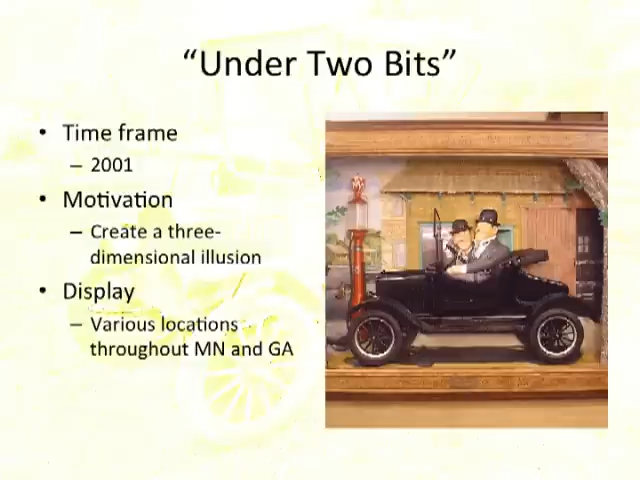 “Under Two Bits”
• Time frame
– 2001
• Motivation
– Create a three-
dimensional illusion
• Display
– Various locations
throughout MN and GA